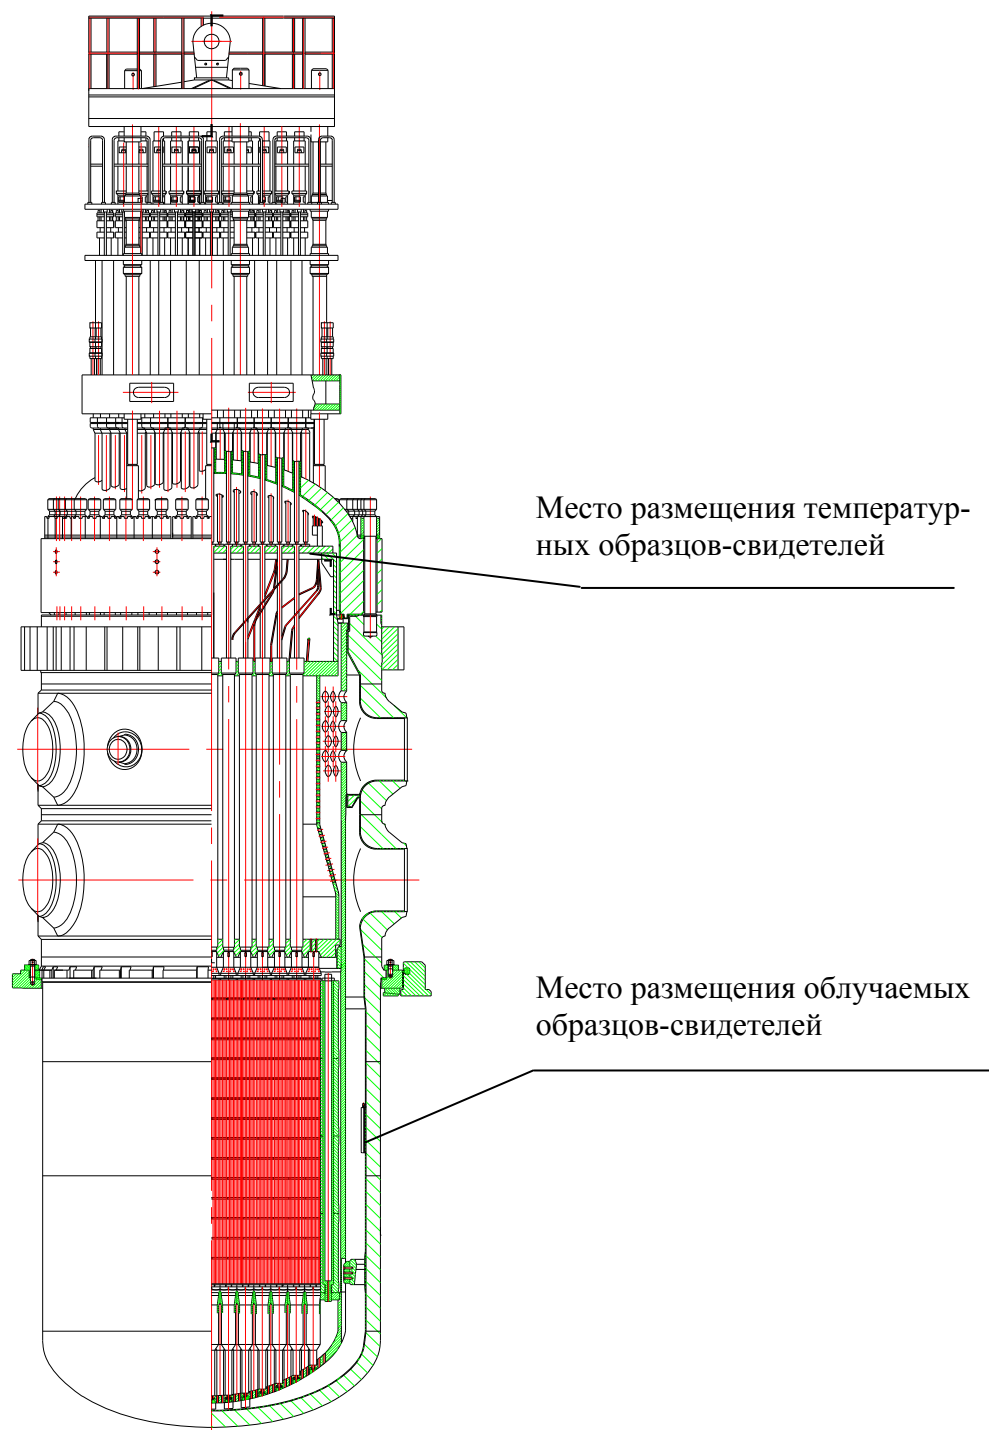 Место размещения температур-
ных образцов-свидетелей
Место размещения облучаемых
образцов-свидетелей